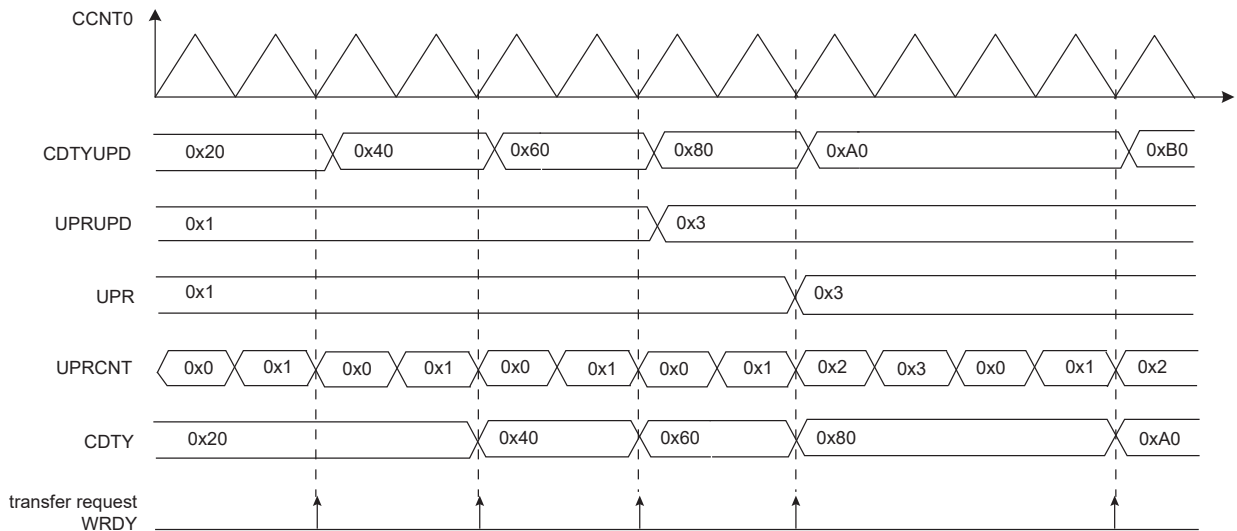 CCNT0
CDTYUPD 0x20 0x40 0x60 0x80 0xA0 0xB0
UPRUPD 0x1 0x3
UPR 0x1 0x3
UPRCNT 0x0 0x1 0x0 0x1 0x0 0x1 0x0 0x1 0x2 0x3 0x0 0x1 0x2
CDTY 0x20 0x40 0x60 0x80 0xA0
transfer request
WRDY